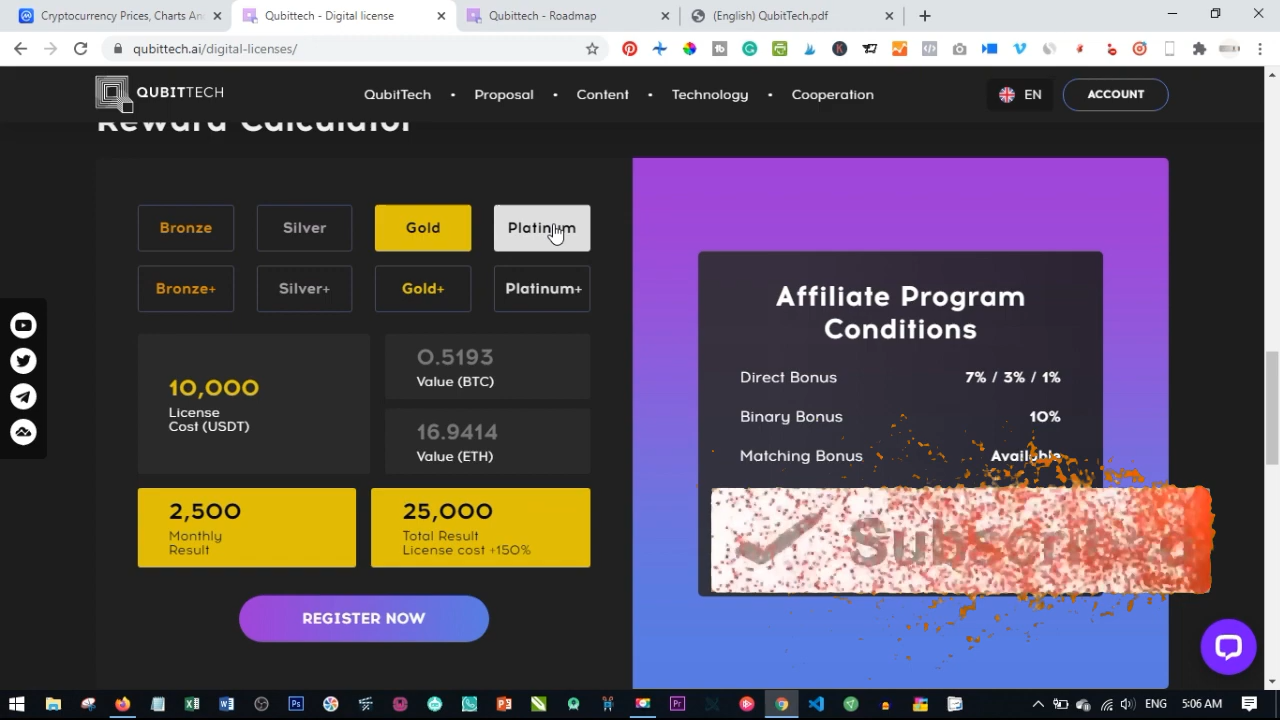 Cryptocurrency Prices, Charts An
Qubittech - Digital license
Qubittech - Roadmap
(English) QubitTech.pdf
qubittech.ai/digital-licenses/
QUBITTECH
QubitTech
Proposal
Content
Technology
Cooperation
EN
ACCOUNT
Reward Calculator
Bronze
Silver
Gold
Platinum
Bronze+
Silver+
Gold+
Platinum+
10,000
License
Cost (USDT)
0.5193
Value (BTC)
16.9414
Value (ETH)
2,500
Monthly
Result
25,000
Total Result
License cost +150%
REGISTER NOW
Affiliate Program
Conditions
Direct Bonus 7% / 3% / 1%
Binary Bonus 10%
Matching Bonus Available
Subscribed
ENG 5:06 AM